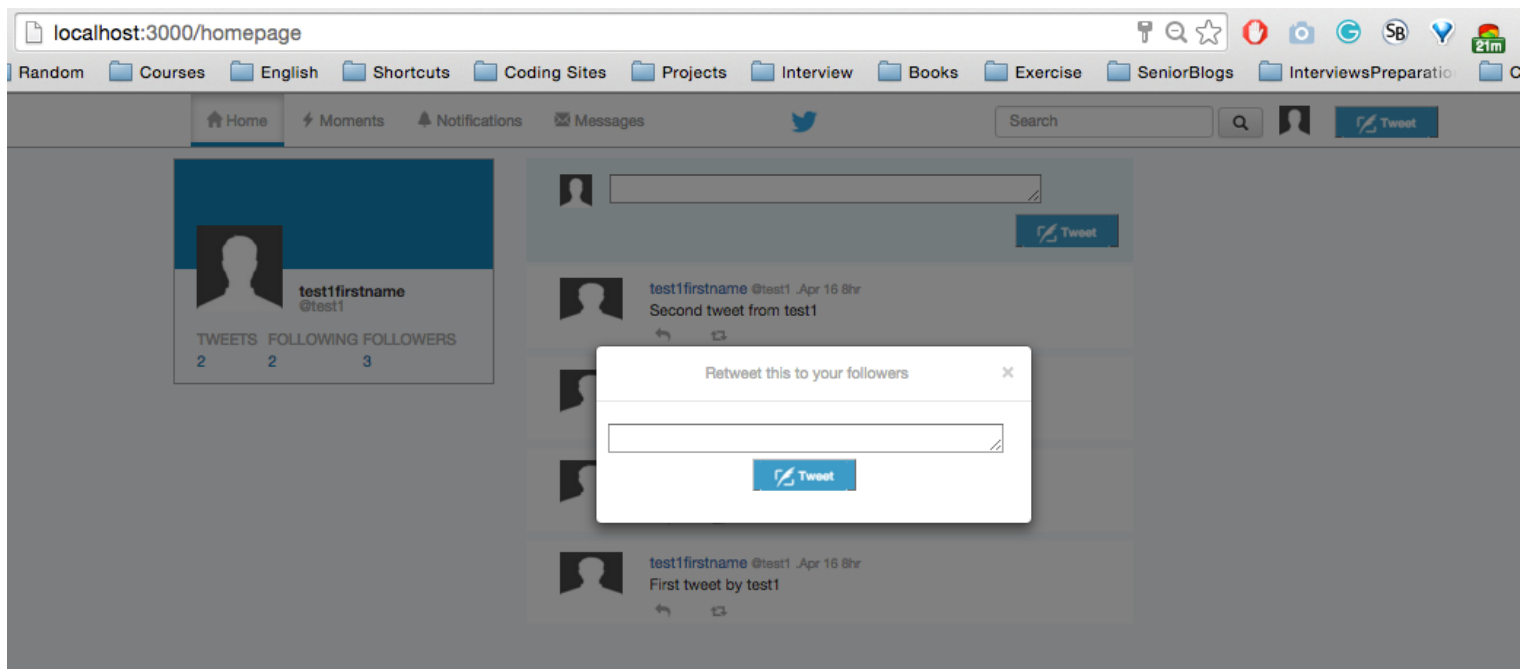 localhost:3000/homepage
SB
21m
Random Courses English Shortcuts Coding Sites Projects Interview Books Exercise SeniorBlogs InterviewsPreparatio C
Home Moments Notifications Messages Search Tweet
Tweet
test1firstname
@test1
TWEETS FOLLOWING FOLLOWERS
2 2 3
test1firstname @test1 .Apr 16 8hr
Second tweet from test1
Retweet this to your followers ×
Tweet
test1firstname @test1 .Apr 16 8hr
First tweet by test1